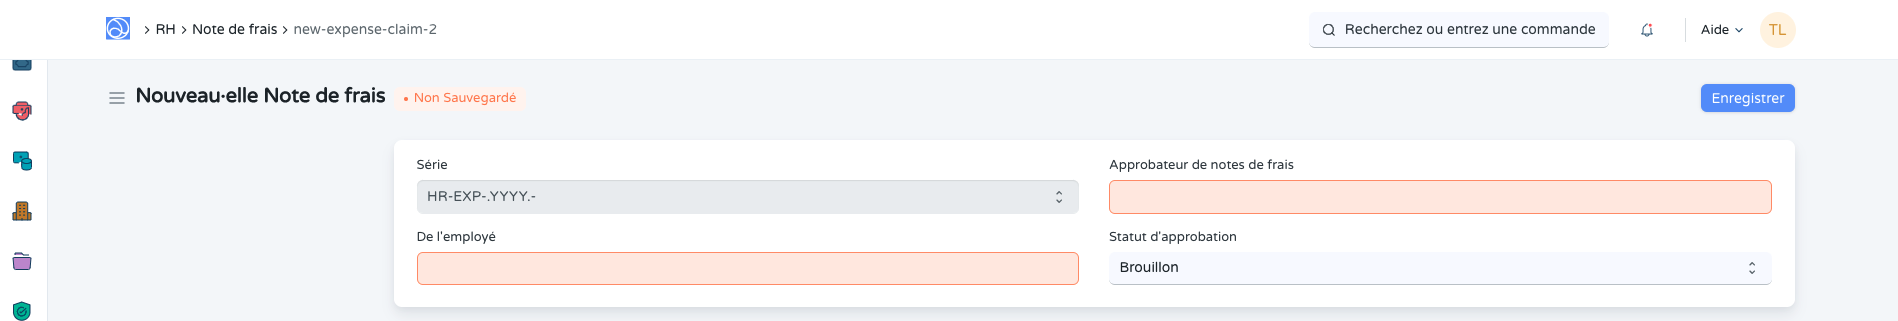 RH
Note de frais
new-expense-claim-2
Recherchez ou entrez une commande
Aide
TL
Nouveau·elle Note de frais
Non Sauvegardé
Enregistrer
Série
HR-EXP-.YYYY.-
Approbateur de notes de frais
De l'employé
Statut d'approbation
Brouillon